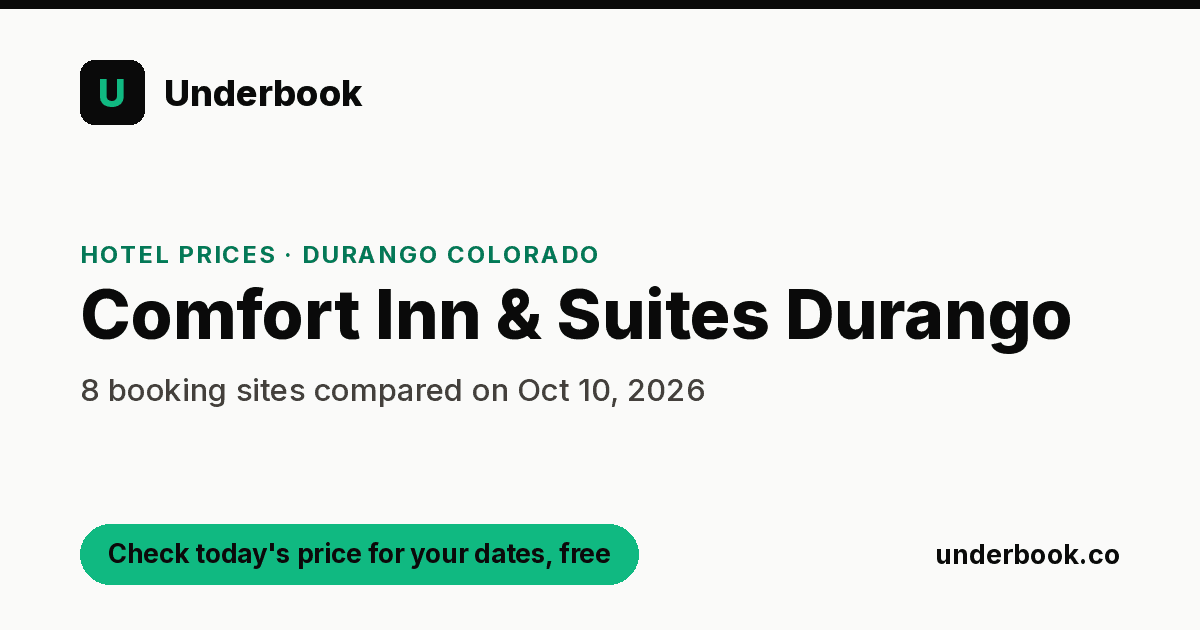 U Underbook
HOTEL PRICES · DURANGO COLORADO
Comfort Inn & Suites Durango
8 booking sites compared on Oct 10, 2026
Check today's price for your dates, free
underbook.co